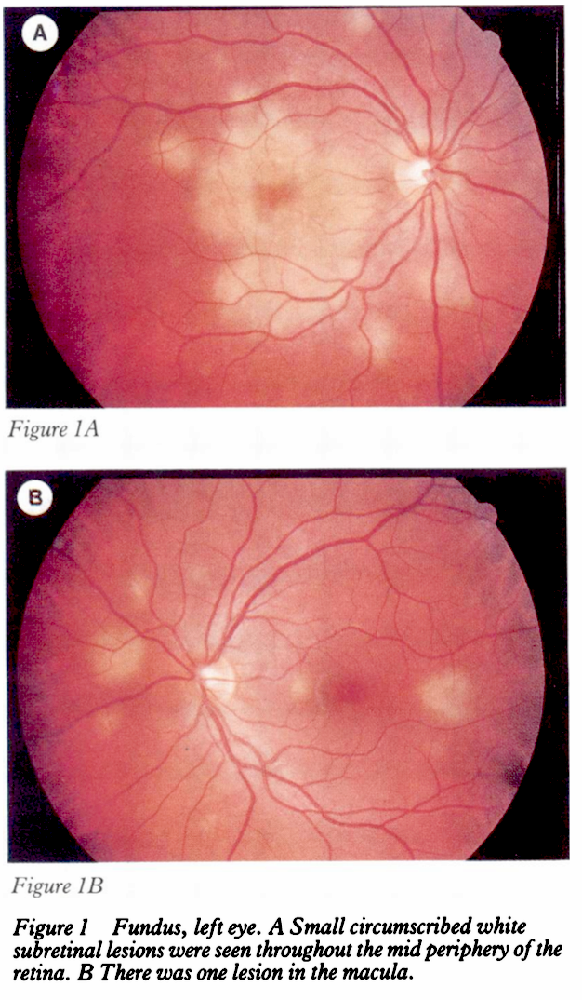 A
Figure 1A
B
Figure 1B
Figure 1 Fundus, left eye. A Small circumscribed white
subretinal lesions were seen throughout the mid periphery of the
retina. B There was one lesion in the macula.